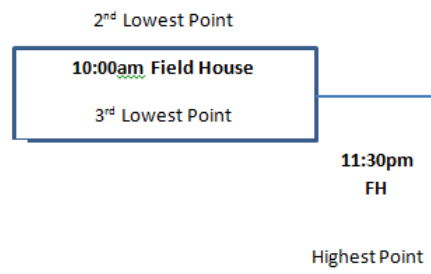 2nd Lowest Point
10:00am Field House
3rd Lowest Point
11:30pm
FH
Highest Point